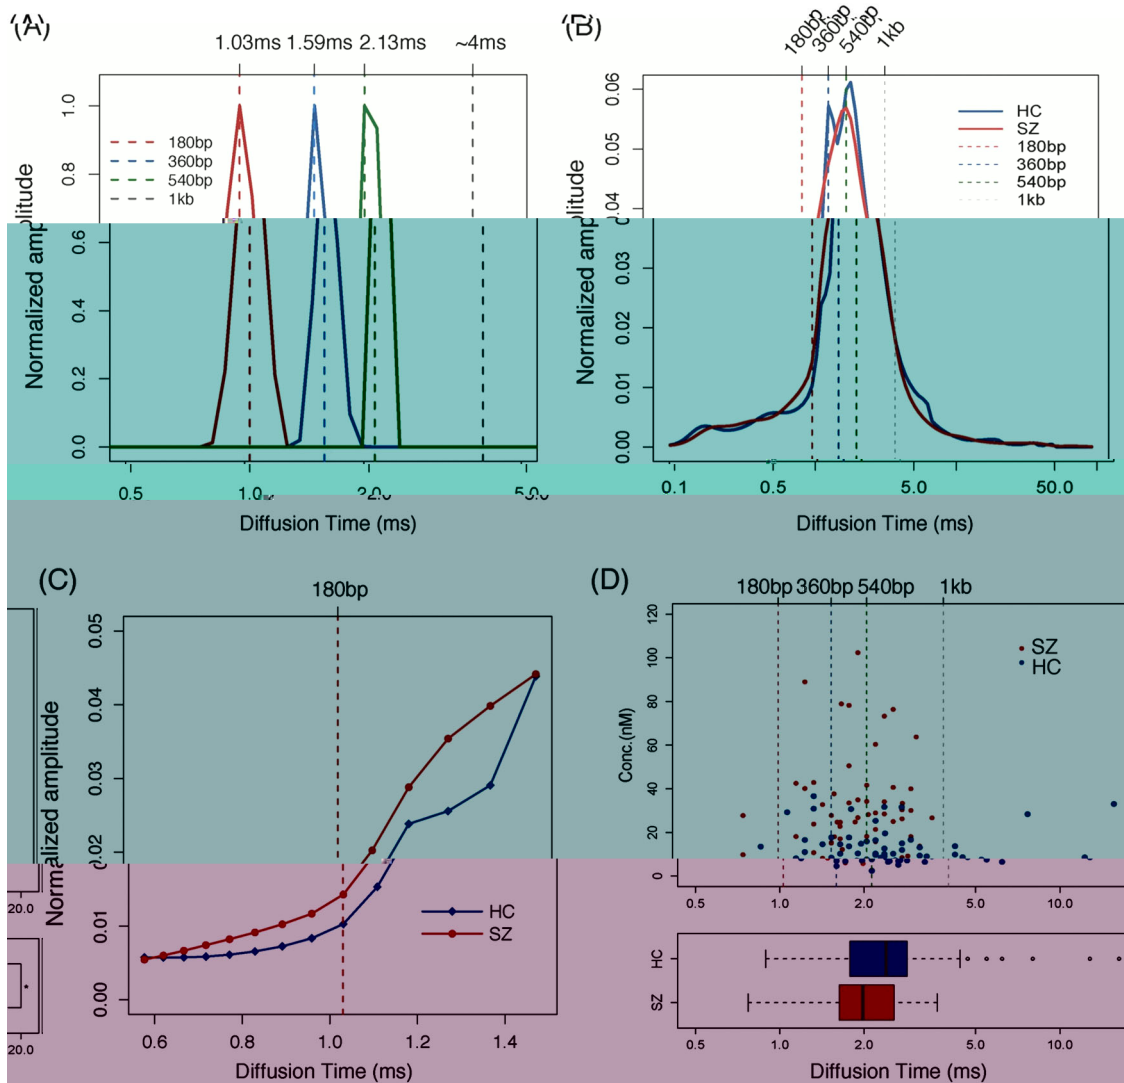 (A)
1.03ms 1.59ms 2.13ms ~4ms
1.0
0.8
0.6
0.4
0.2
0.0
Normalized amplitude
180bp
360bp
540bp
1kb
0.5 1.0 2.0 5.0
Diffusion Time (ms)
(B)
180bp 360bp 540bp 1kb
0.06
0.05
0.04
0.03
0.02
0.01
0.00
Normalized amplitude
HC
SZ
180bp
360bp
540bp
1kb
0.1 0.5 5.0 50.0
Diffusion Time (ms)
(C)
180bp
0.05
0.04
0.03
0.02
0.01
0.00
Normalized amplitude
HC
SZ
0.6 0.8 1.0 1.2 1.4
Diffusion Time (ms)
20.0
*
20.0
(D)
180bp 360bp 540bp 1kb
120
100
80
60
40
20
0
Conc.(nM)
SZ
HC
0.5 1.0 2.0 5.0 10.0
HC
SZ
0.5 1.0 2.0 5.0 10.0
Diffusion Time (ms)